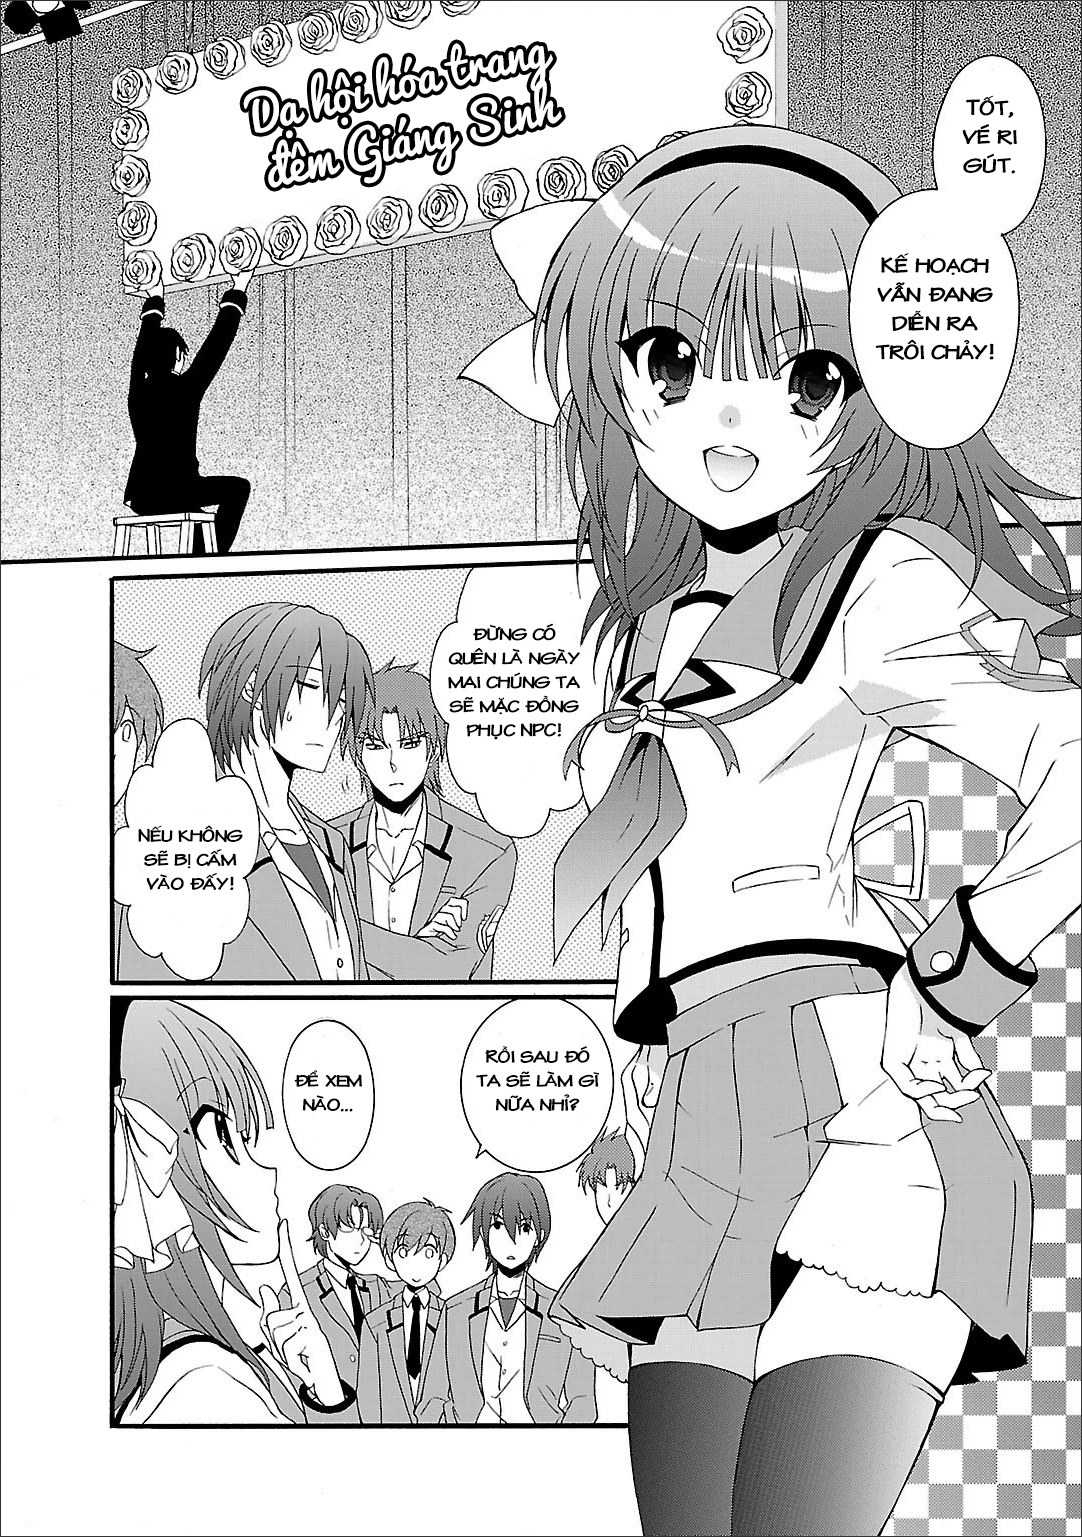 Dạ hội hóa trang
đêm Giáng Sinh
TỐT,
VÉ RI
GÚT.
KẾ HOẠCH
VẪN ĐANG
DIỄN RA
TRÔI CHẢY!
ĐỪNG CÓ
QUÊN LÀ NGÀY
MAI CHÚNG TA
SẼ MẶC ĐỒNG
PHỤC NPC!
NẾU KHÔNG
SẼ BỊ CẤM
VÀO ĐẤY!
RỒI SAU ĐÓ
TA SẼ LÀM GÌ
NỮA NHỈ?
ĐỂ XEM
NÀO...